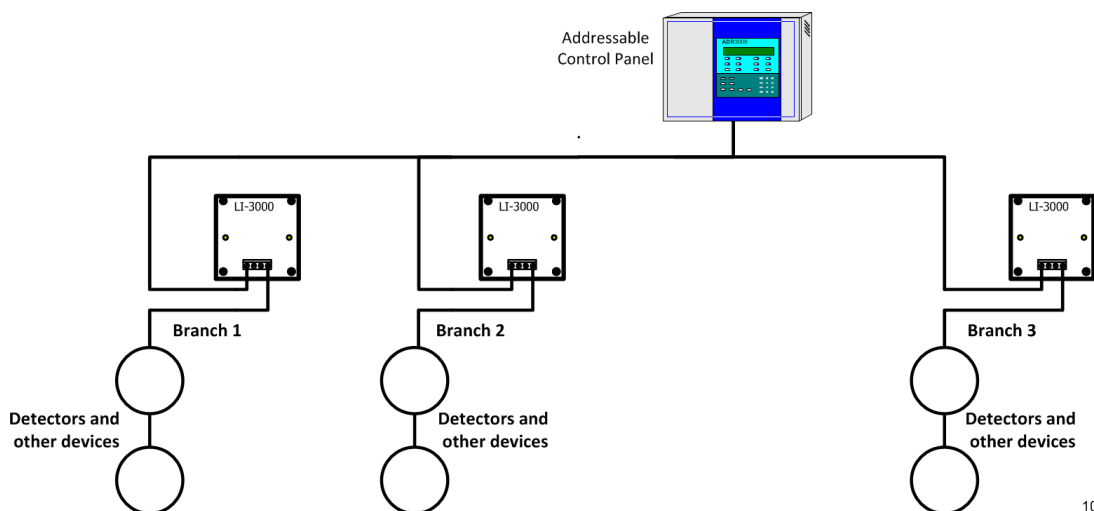 Addressable
Control Panel
ADR3000
LI-3000
LI-3000
LI-3000
Branch 1
Branch 2
Branch 3
Detectors and
other devices
Detectors and
other devices
Detectors and
other devices
10